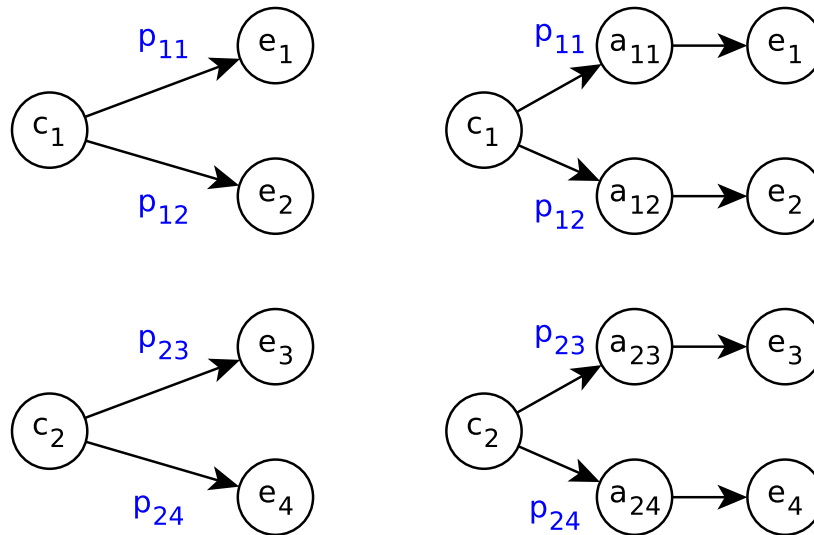 p11 e1 p11 a11 e1
c1 c1
p12 e2 p12 a12 e2
p23 e3 p23 a23 e3
c2 c2
p24 e4 p24 a24 e4